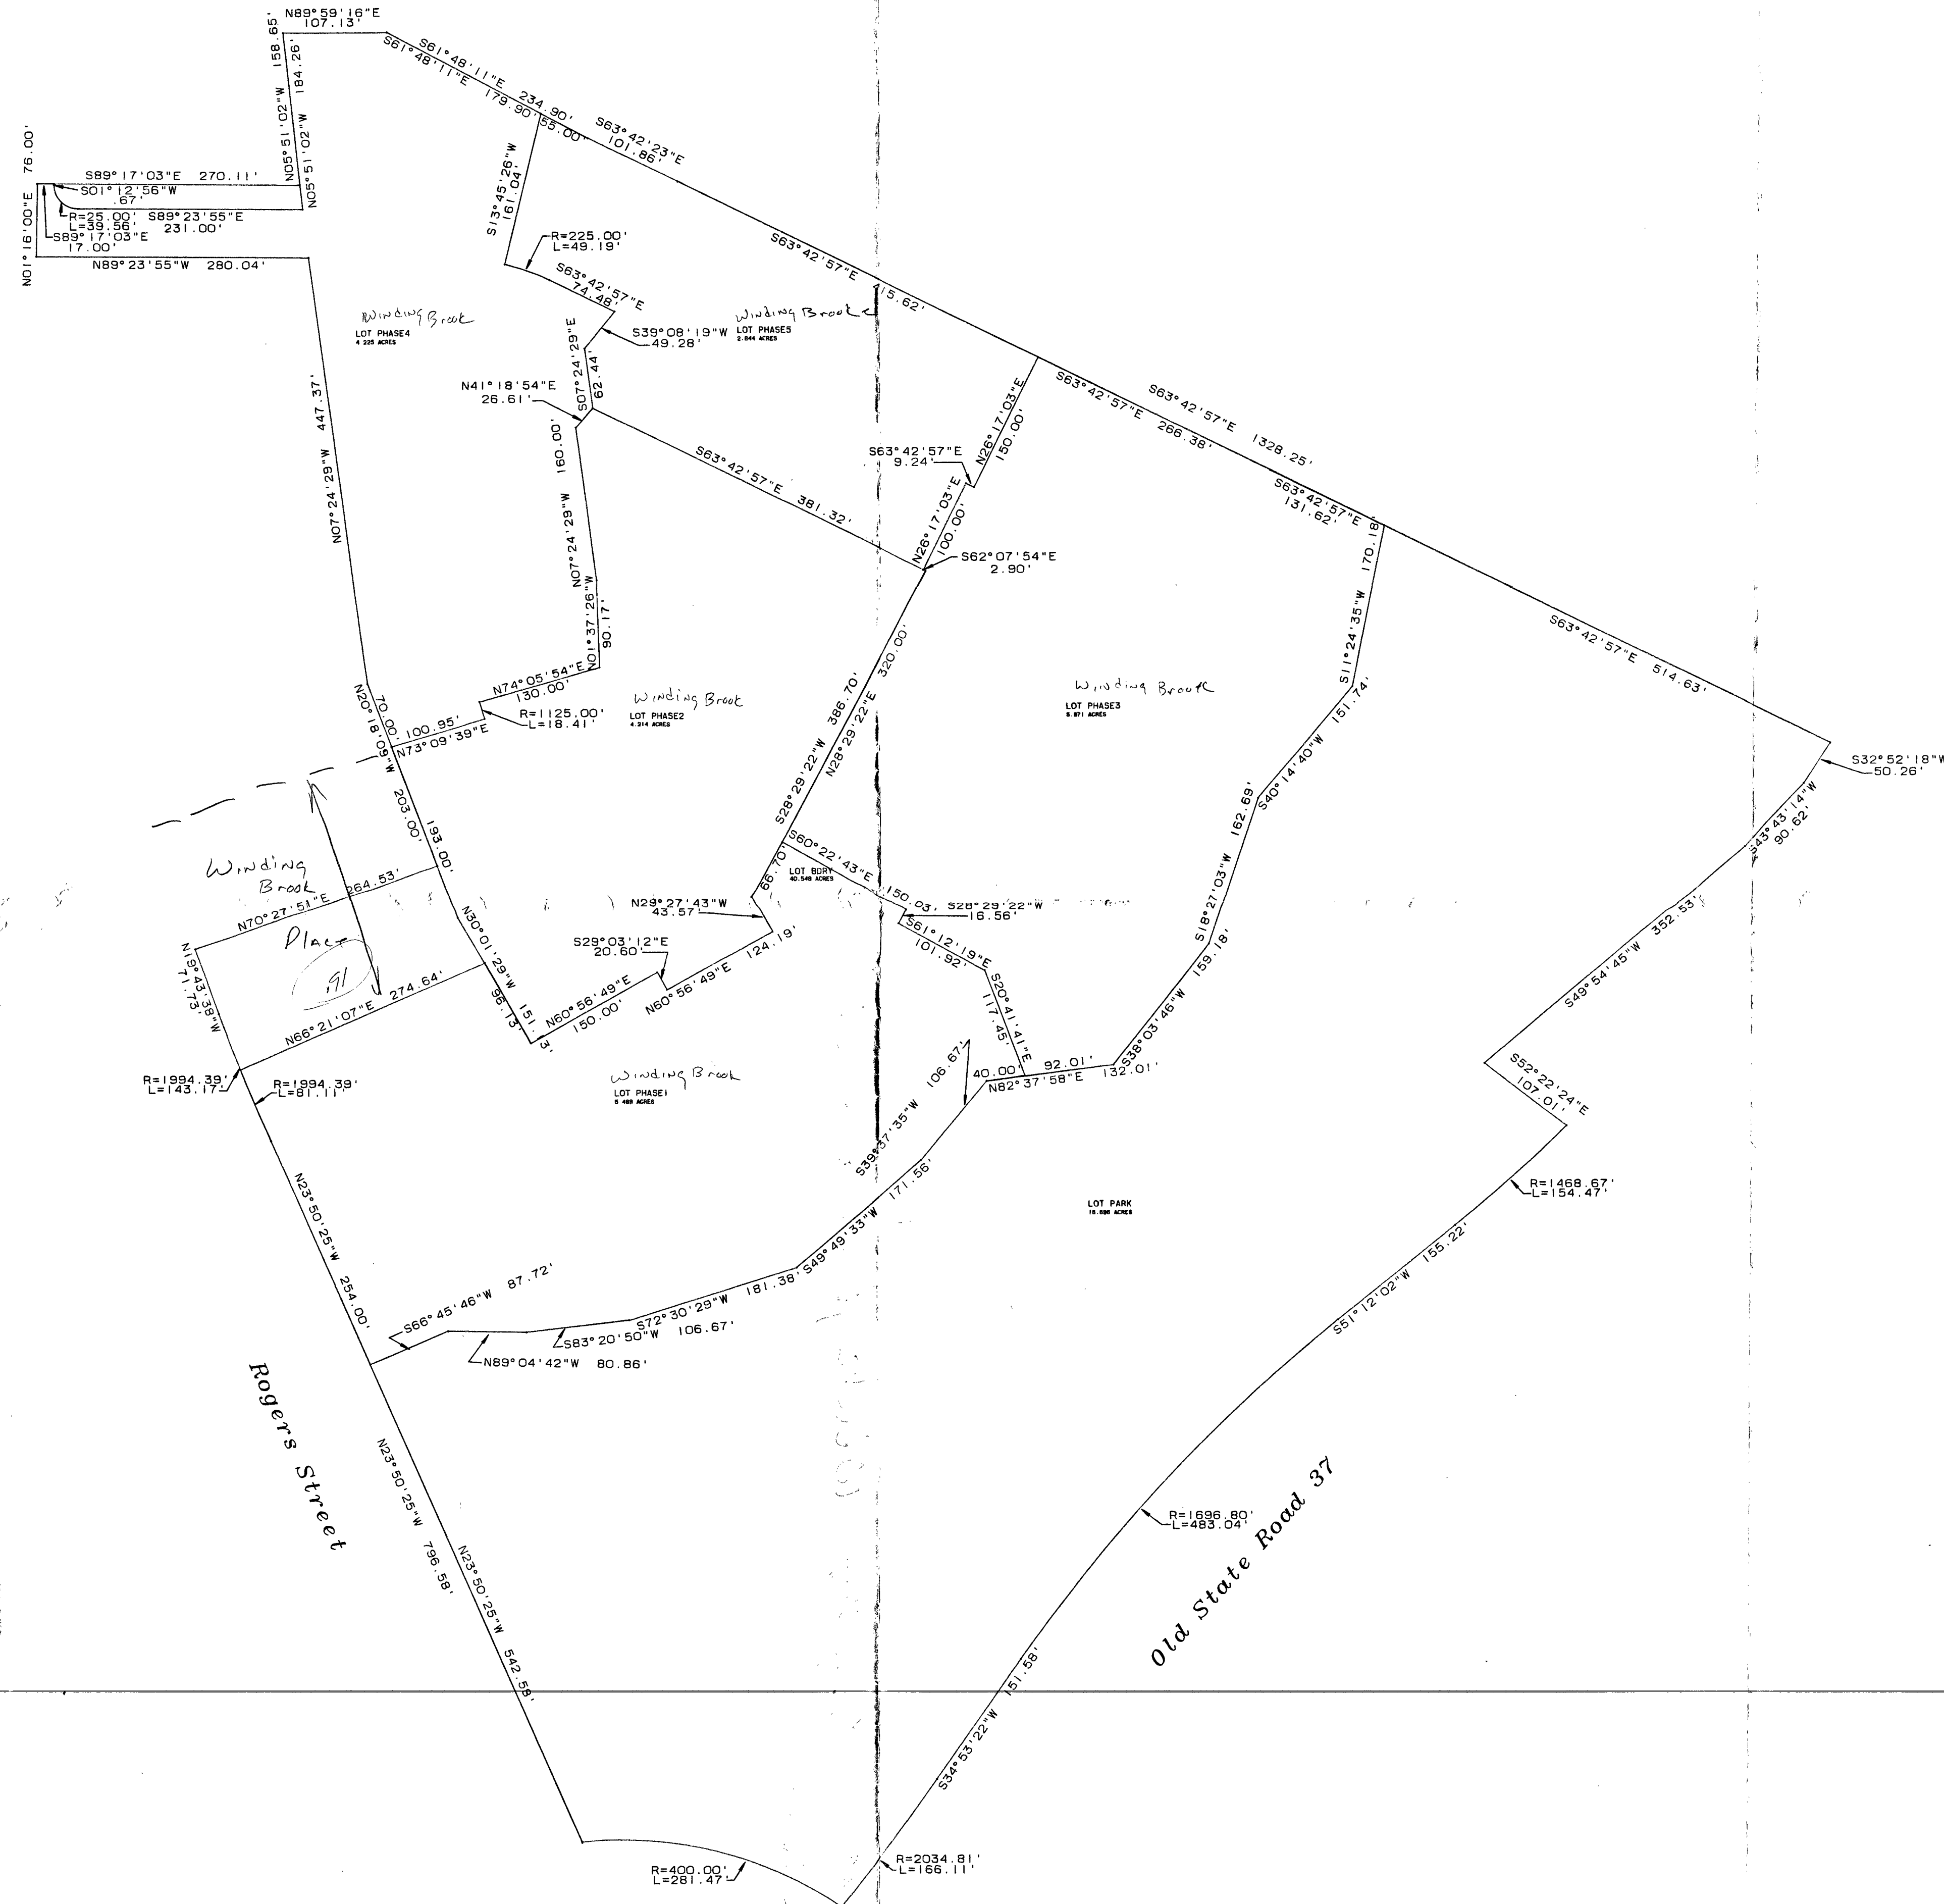 N89°59'16"E
107.13'
N05°51'02"W 158.65'
N05°51'02"W 184.26'
S61°48'11"E 234.90'
S61°48'11"E 179.90'
55.00'
S63°42'23"E
101.86'
N01°16'00"E 76.00'
S89°17'03"E 270.11'
S01°12'56"W
.67'
R=25.00'
L=39.56'
S89°23'55"E
231.00'
S89°17'03"E
17.00'
N89°23'55"W 280.04'
S13°45'26"W
161.04'
R=225.00'
L=49.19'
S63°42'57"E
74.48'
S63°42'57"E 415.62'
Winding Brook
LOT PHASE4
4.225 ACRES
Winding Brook
LOT PHASE5
2.844 ACRES
S39°08'19"W
49.28'
S07°24'29"E
62.44'
N41°18'54"E
26.61'
N07°24'29"W 447.37'
N07°24'29"W 160.00'
S63°42'57"E 381.32'
N26°17'03"E
150.00'
S63°42'57"E
9.24'
N26°17'03"E
100.00'
S62°07'54"E
2.90'
S63°42'57"E 266.38'
S63°42'57"E 1328.25'
S63°42'57"E
131.62'
S11°24'35"W 170.18'
S63°42'57"E 514.63'
N01°37'26"W
90.17'
N74°05'54"E
130.00'
R=1125.00'
L=18.41'
N20°18'09"W 203.00'
70.00'
193.00'
100.95'
N73°09'39"E
Winding Brook
LOT PHASE2
4.214 ACRES
S28°29'22"W 386.70'
N28°29'22"E 320.00'
Winding Brook
LOT PHASE3
5.871 ACRES
S40°14'40"W 151.74'
S32°52'18"W
50.26'
S43°43'14"W
90.62'
S18°27'03"W 162.69'
S49°54'45"W 352.53'
Winding
Brook
Place
.91
N70°27'51"E 264.53'
N19°43'38"W
71.73'
N66°21'07"E 274.64'
N30°01'29"W 151.
3'
96.13'
S60°22'43"E 150.03'
LOT BDRY
40.548 ACRES
66.70'
N29°27'43"W
43.57'
S28°29'22"W
16.56'
S61°12'19"E
101.92'
S29°03'12"E
20.60'
N60°56'49"E
150.00'
N60°56'49"E 124.19'
S20°41'41"E
117.45'
S38°03'46"W 159.18'
40.00'
92.01'
N82°37'58"E 132.01'
S39°37'35"W 106.67'
R=1994.39'
L=143.17'
R=1994.39'
L=81.11'
Winding Brook
LOT PHASE1
5.489 ACRES
S52°22'24"E
107.01'
R=1468.67'
L=154.47'
LOT PARK
S49°49'33"W 171.56'
N23°50'25"W 254.00'
S66°45'46"W 87.72'
N89°04'42"W 80.86'
S83°20'50"W 106.67'
S72°30'29"W 181.38'
S51°12'02"W 155.22'
Rogers Street
N23°50'25"W 796.58'
N23°50'25"W 542.58'
R=1696.80'
L=483.04'
Old State Road 37
S34°53'22"W 151.58'
R=400.00'
L=281.47'
R=2034.81'
L=166.11'